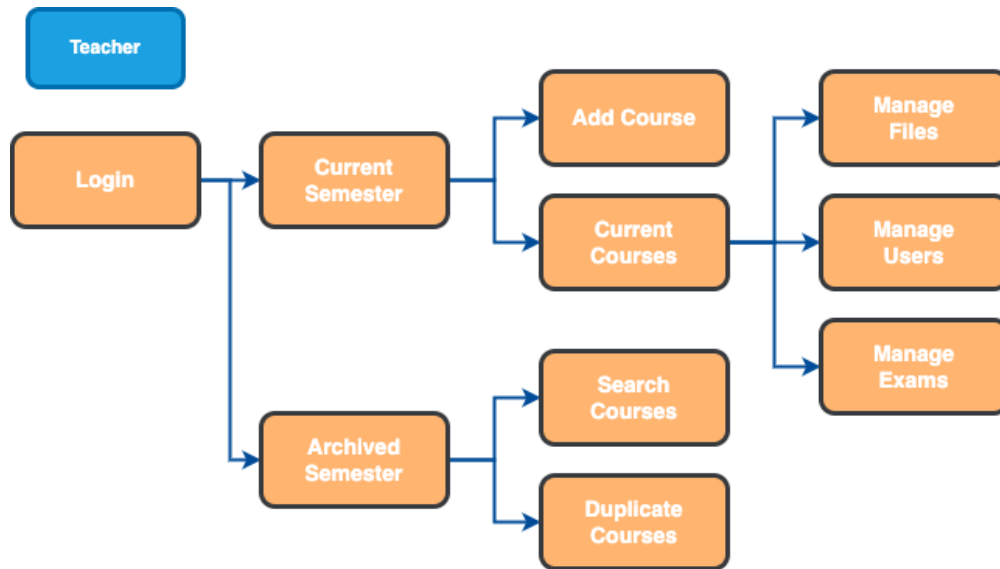 Teacher
Login
Current
Semester
Add Course
Current
Courses
Manage
Files
Manage
Users
Manage
Exams
Archived
Semester
Search
Courses
Duplicate
Courses